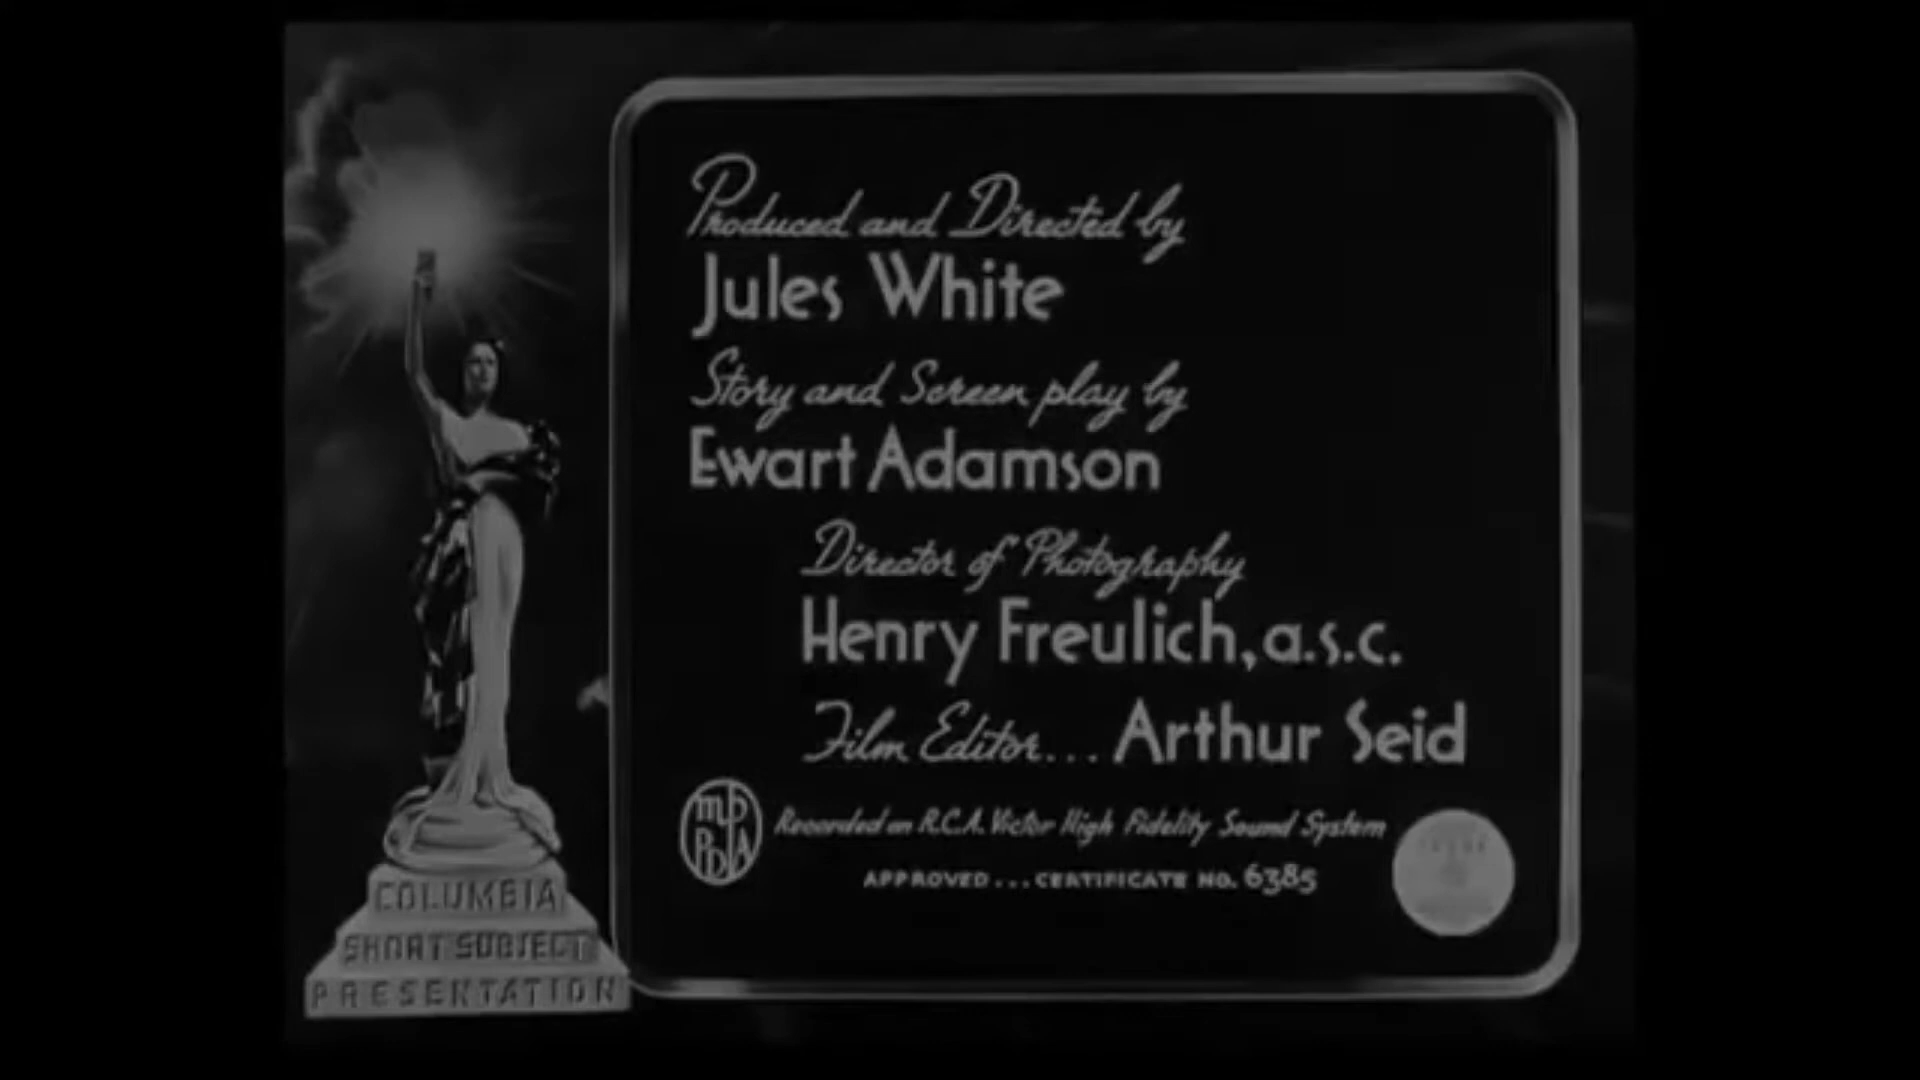 Produced and Directed by
Jules White
Story and Screen play by
Ewart Adamson
Director of Photography
Henry Freulich, a.s.c.
Film Editor... Arthur Seid
MPPDA
Recorded on R.C.A. Victor High Fidelity Sound System
APPROVED...CERTIFICATE NO. 6385
COLUMBIA
SHORT SUBJECT
PRESENTATION